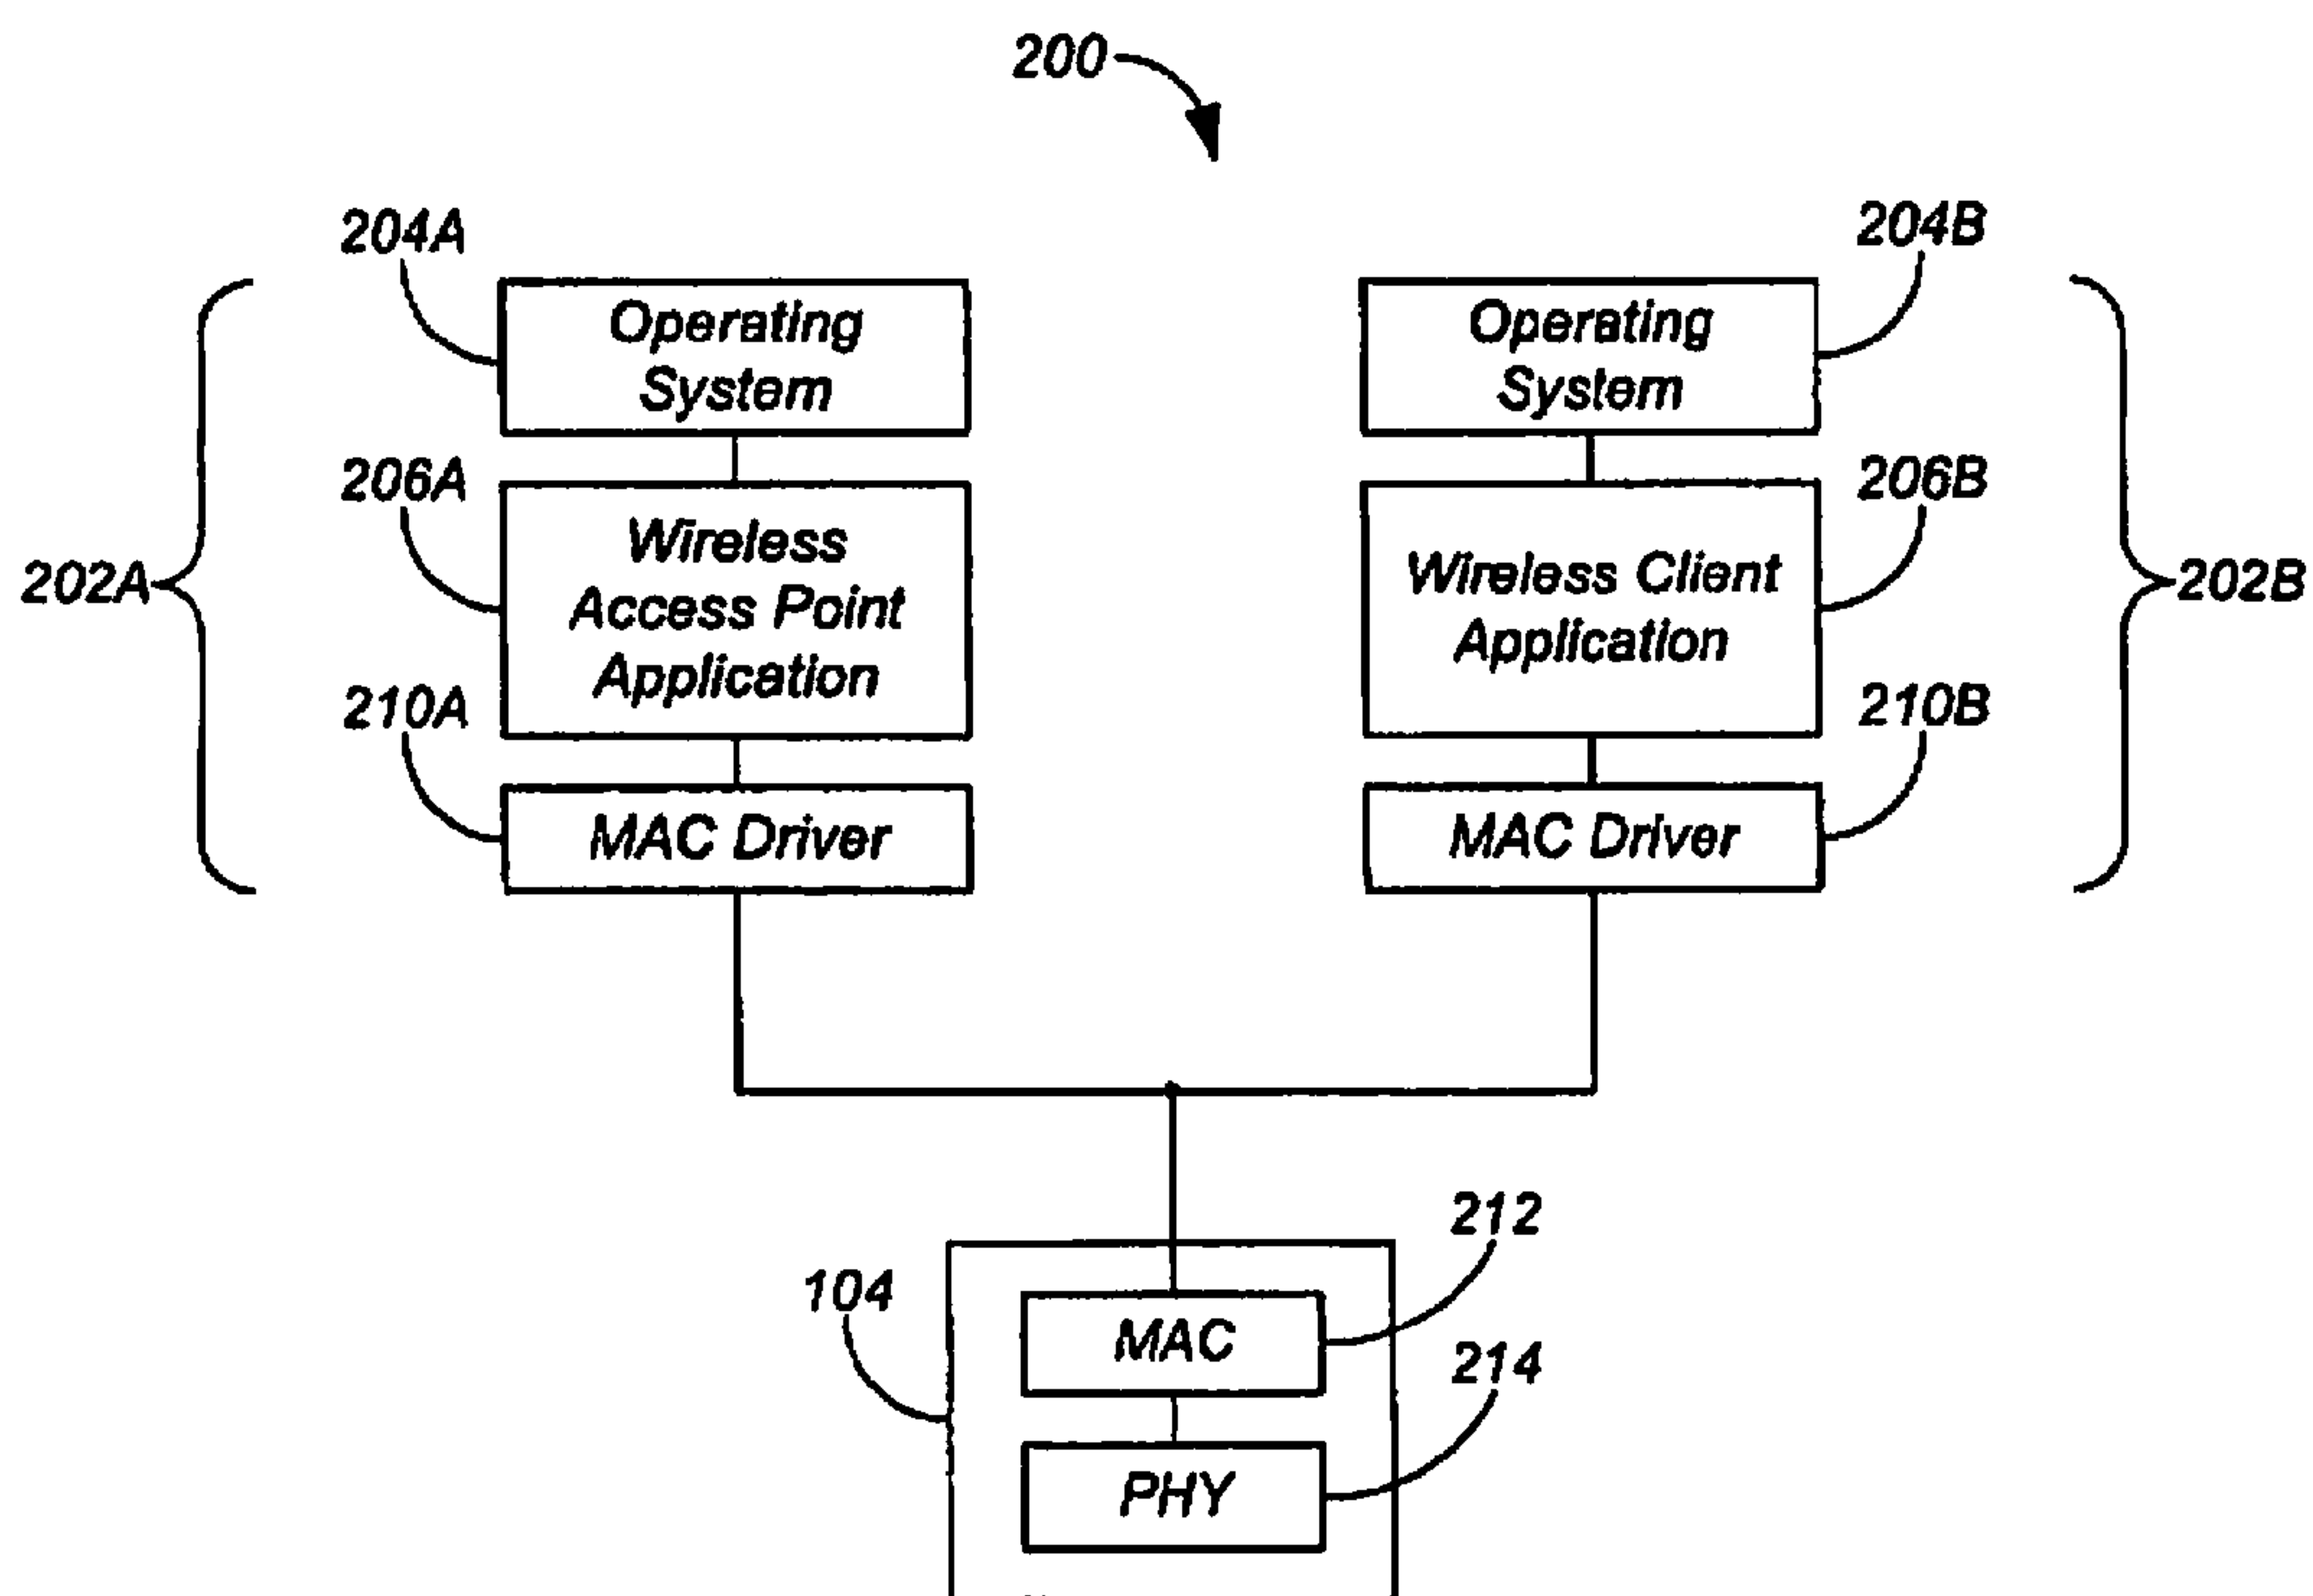 200
204A
204B
Operating
System
Operating
System
206A
206B
Wireless
Access Point
Application
Wireless Client
Application
202A
202B
210A
210B
MAC Driver
MAC Driver
212
104
MAC
214
PHY